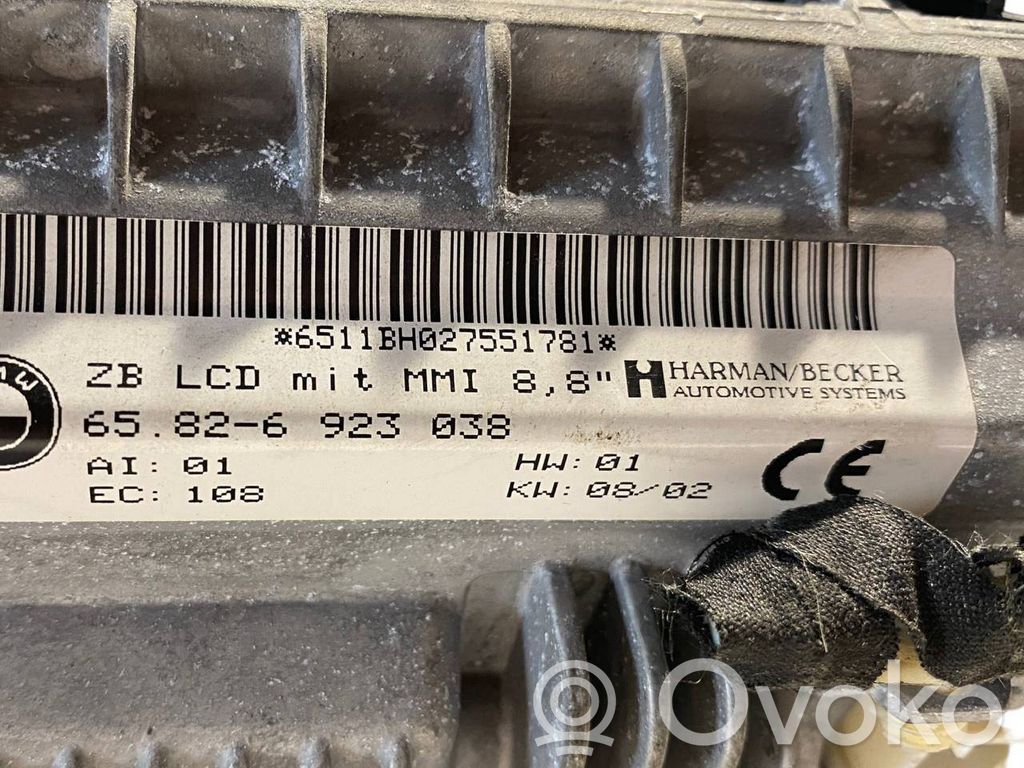 *6511BH027551781*
ZB LCD mit MMI 8,8" HARMAN/BECKER
AUTOMOTIVE SYSTEMS
65.82-6 923 038
AI: 01 HW: 01
EC: 108 KW: 08/02
CE
Ovoko